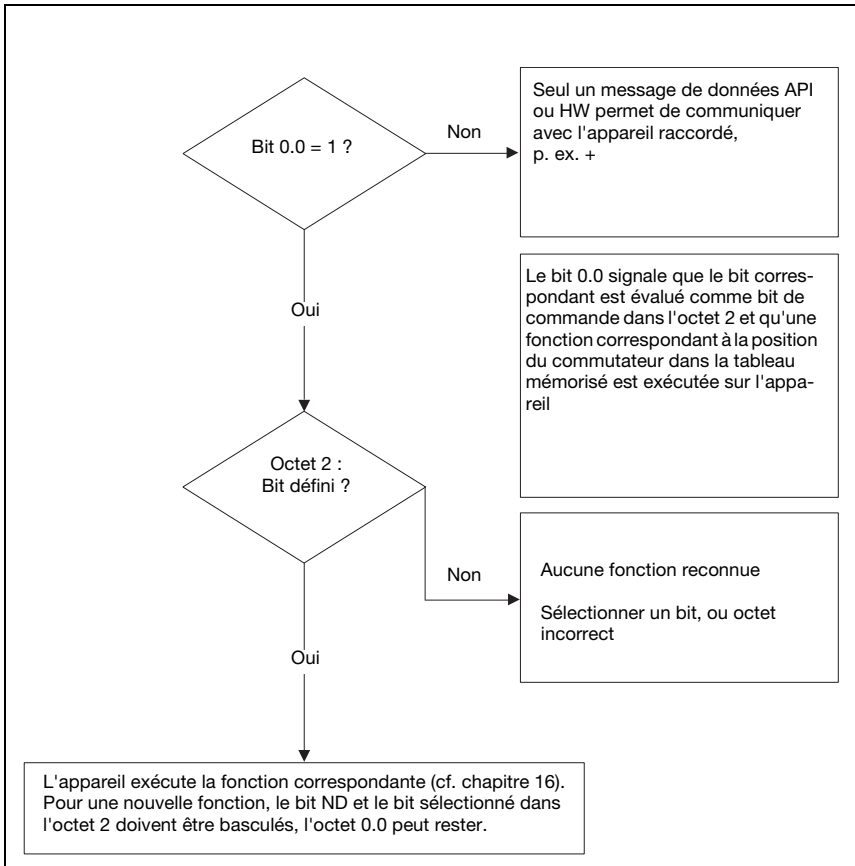 Bit 0.0 = 1 ?
Non
Seul un message de données API
ou HW permet de communiquer
avec l'appareil raccordé,
p. ex. +
Oui
Le bit 0.0 signale que le bit corres-
pondant est évalué comme bit de
commande dans l'octet 2 et qu'une
fonction correspondant à la position
du commutateur dans la tableau
mémorisé est exécutée sur l'appa-
reil
Octet 2 :
Bit défini ?
Non
Aucune fonction reconnue
Sélectionner un bit, ou octet
incorrect
Oui
L'appareil exécute la fonction correspondante (cf. chapitre 16).
Pour une nouvelle fonction, le bit ND et le bit sélectionné dans
l'octet 2 doivent être basculés, l'octet 0.0 peut rester.